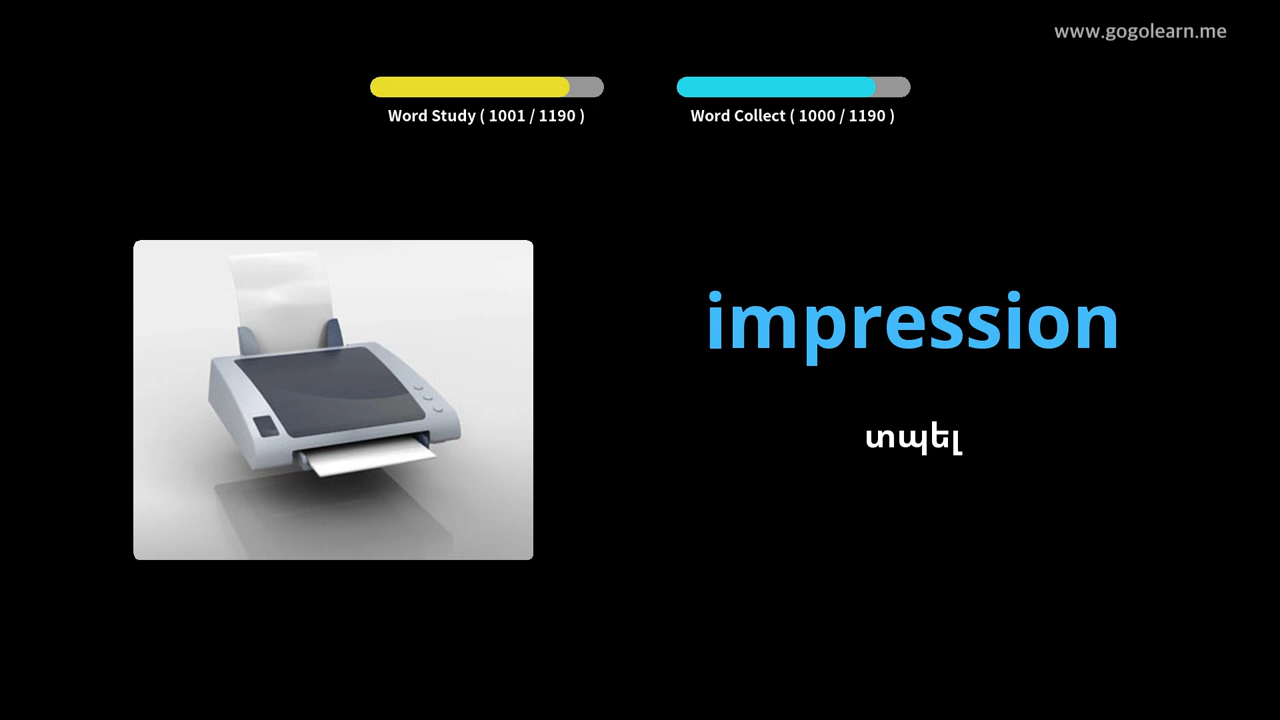 www.gogolearn.me
Word Study ( 1001 / 1190 )
Word Collect ( 1000 / 1190 )
impression
տպել